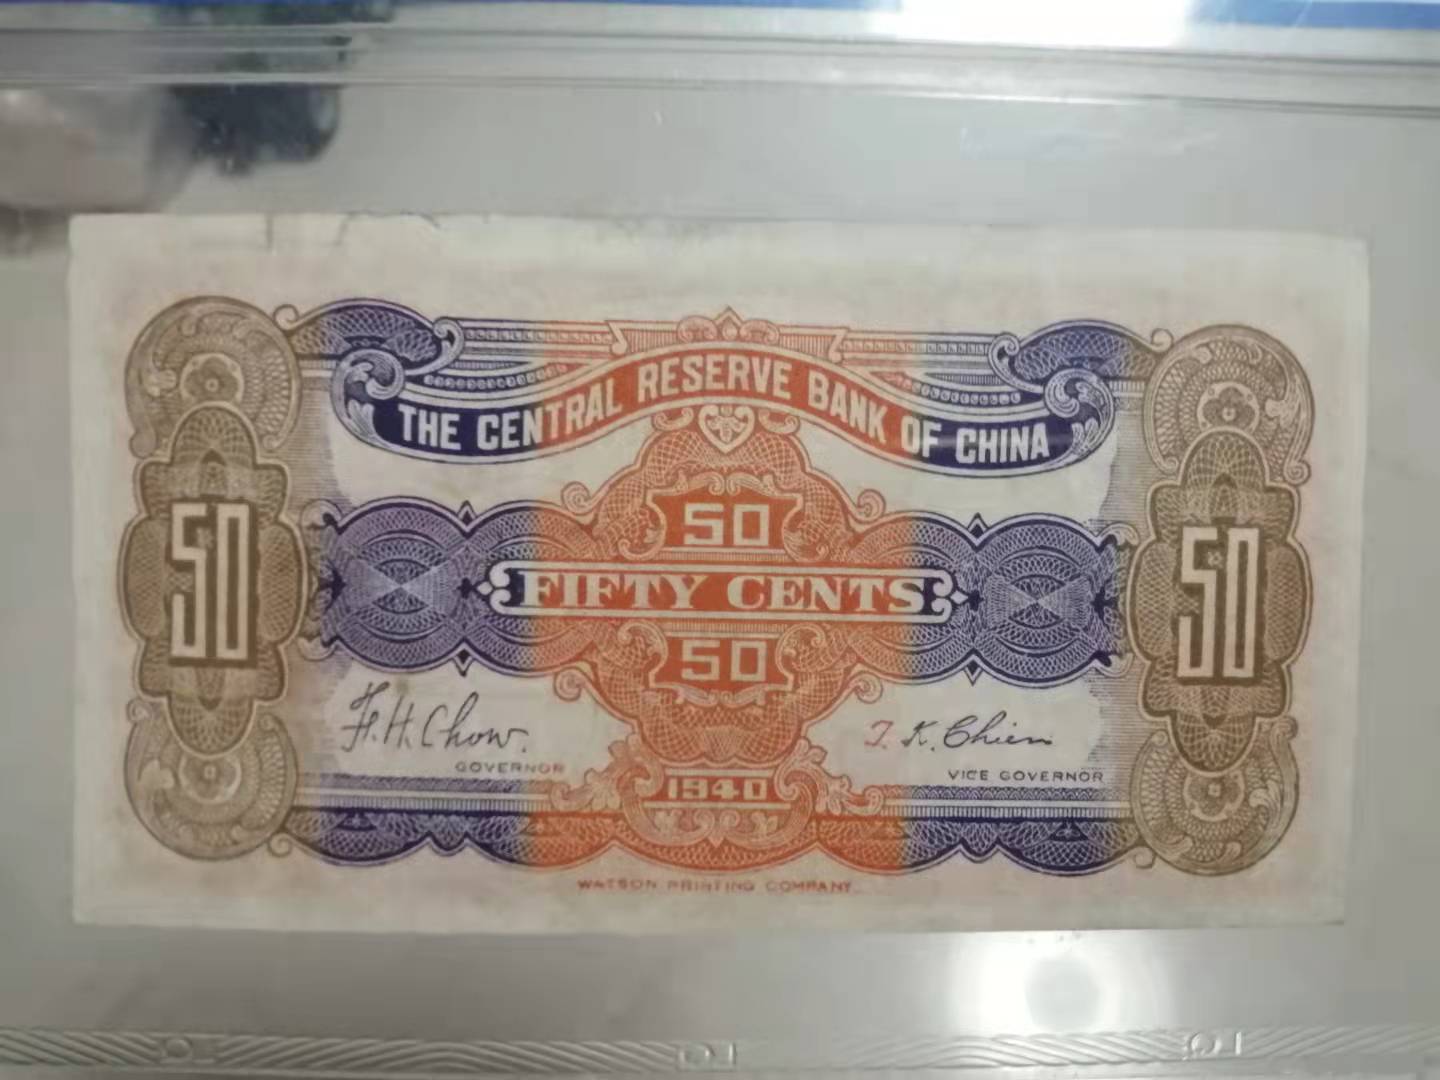 THE CENTRAL RESERVE BANK OF CHINA
50
50
50
FIFTY CENTS
50
F. H. Chow.
GOVERNOR
T. K. Chien
VICE GOVERNOR
1940
WATSON PRINTING COMPANY